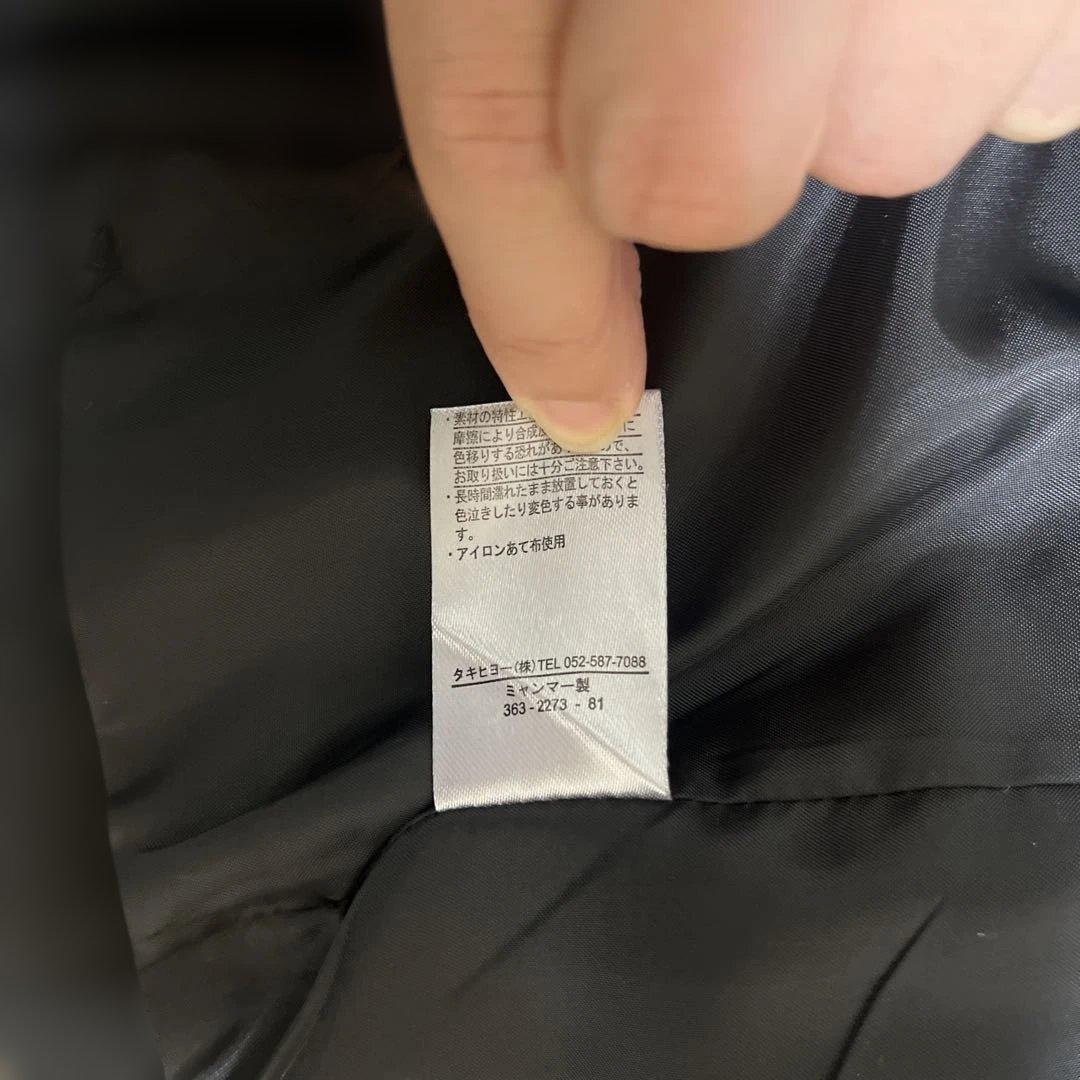 ・素材の特性上
摩擦により合成皮 に
色移りする恐れがあ ので、
お取り扱いには十分ご注意下さい。
・長時間濡れたまま放置しておくと
色泣きしたり変色する事がありま
す。
・アイロンあて布使用
タキヒヨー(株)TEL 052-587-7088
ミャンマー製
363 - 2273 - 81